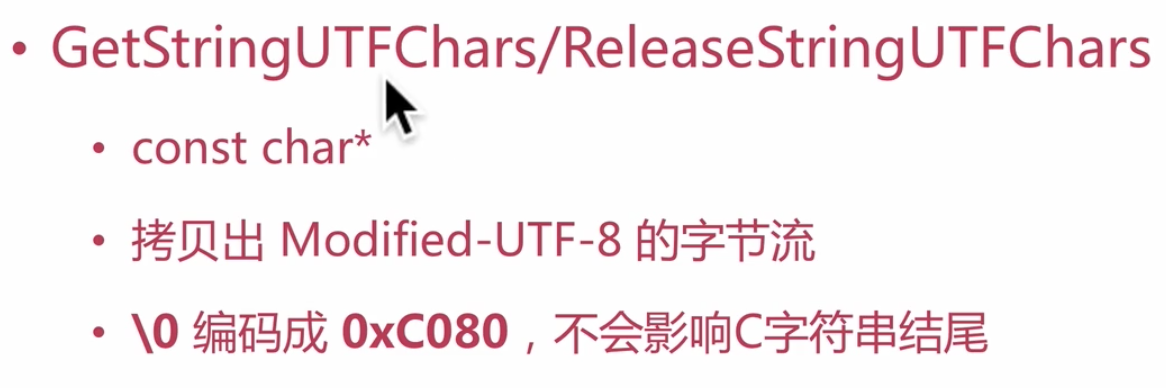 • GetStringUTFChars/ReleaseStringUTFChars
• const char*
• 拷贝出 Modified-UTF-8 的字节流
• \0 编码成 0xC080，不会影响C字符串结尾